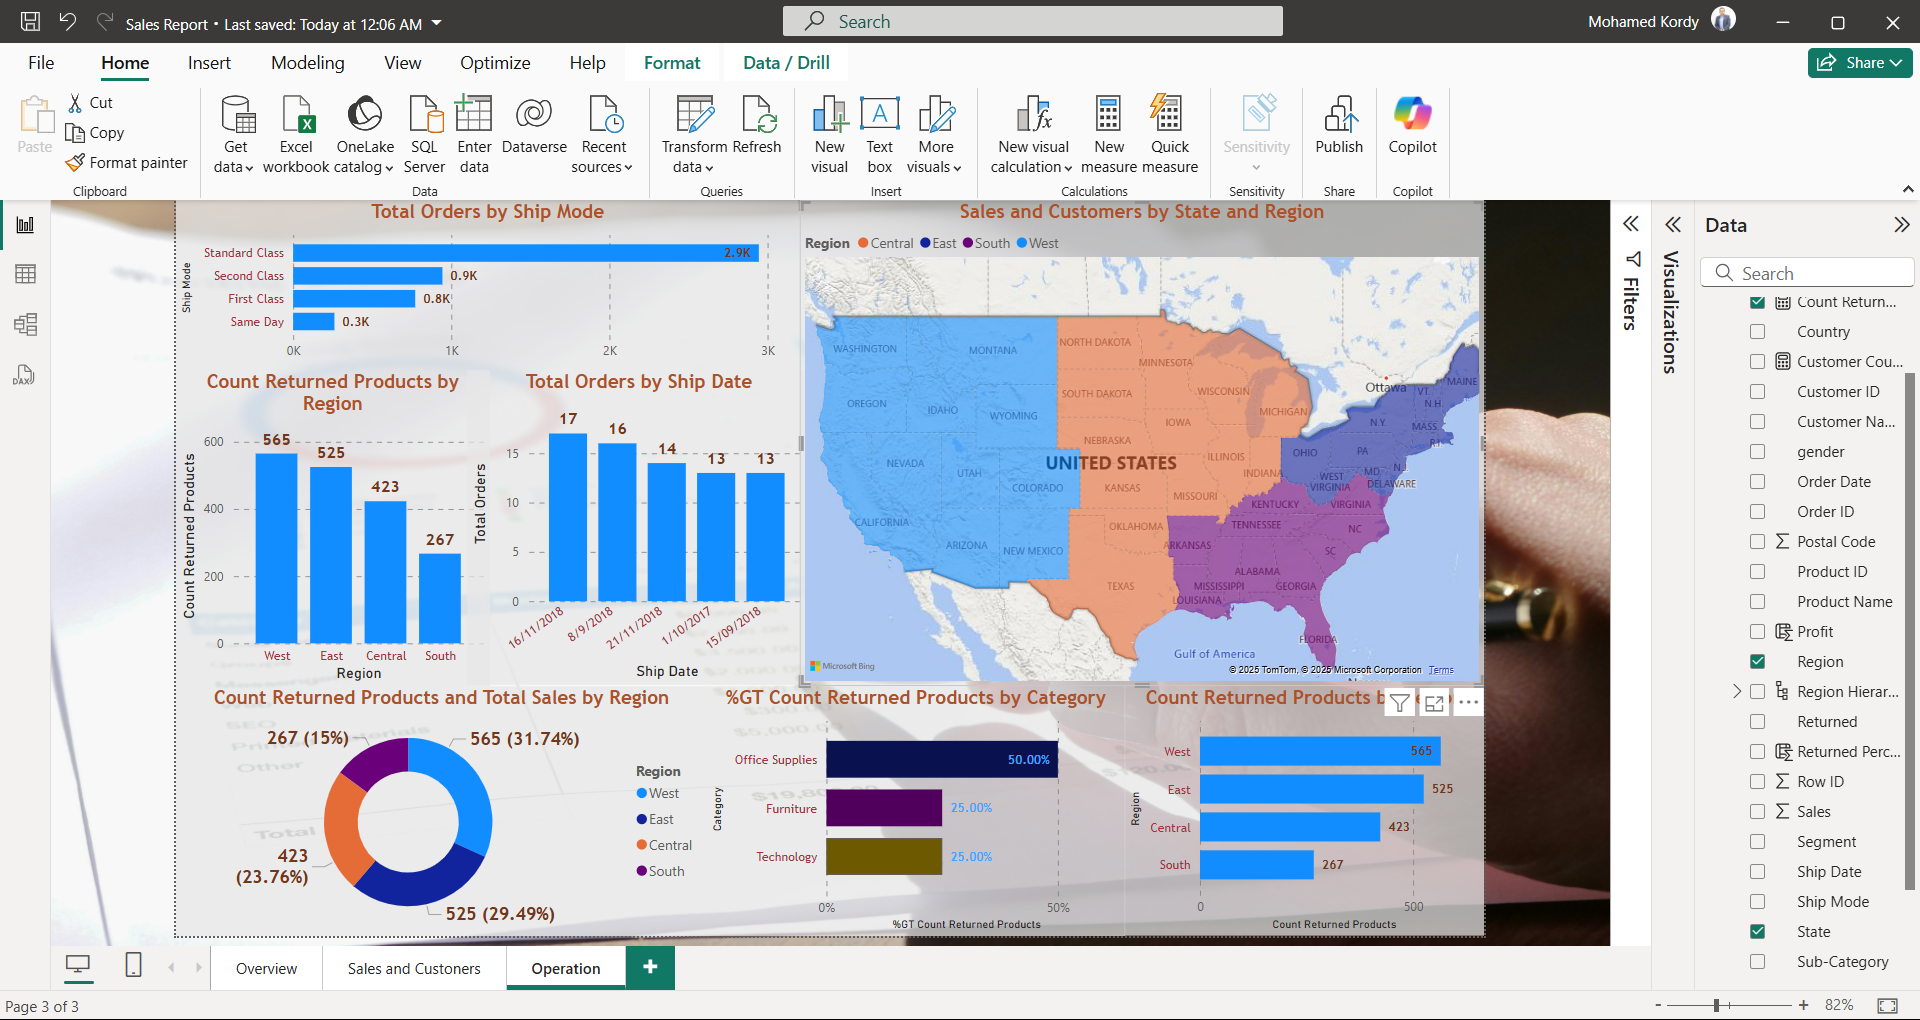 Sales Report • Last saved: Today at 12:06 AM
Search
Mohamed Kordy
File
Home
Insert
Modeling
View
Optimize
Help
Format
Data / Drill
Share
Paste
Cut
Copy
Format painter
Clipboard
Get data
Excel workbook
OneLake catalog
SQL Server
Enter data
Dataverse
Recent sources
Data
Transform data
Refresh
Queries
New visual
Text box
More visuals
Insert
New visual calculation
New measure
Quick measure
Calculations
Sensitivity
Sensitivity
Publish
Share
Copilot
Copilot
Total Orders by Ship Mode
Ship Mode
Standard Class
2.9K
Second Class
0.9K
First Class
0.8K
Same Day
0.3K
0K
1K
2K
3K
Count Returned Products by
Region
Count Returned Products
600
400
200
0
565
525
423
267
West
East
Central
South
Region
Total Orders by Ship Date
Total Orders
15
10
5
0
17
16
14
13
13
16/11/2018
8/9/2018
21/11/2018
1/10/2017
15/09/2018
Ship Date
Sales and Customers by State and Region
Region
Central
East
South
West
WASHINGTON
MONTANA
NORTH DAKOTA
MINNESOTA
OREGON
IDAHO
WYOMING
SOUTH DAKOTA
WISCONSIN
MICHIGAN
Ottawa
VT.
MAINE
N.H.
N.Y.
MASS
R.I.
IOWA
NEBRASKA
NEVADA
UTAH
COLORADO
UNITED STATES
KANSAS
MISSOURI
ILLINOIS
INDIANA
OHIO
PA
N.J.
MD
DELAWARE
WEST VIRGINIA
VIRGINIA
KENTUCKY
CALIFORNIA
ARIZONA
NEW MEXICO
OKLAHOMA
ARKANSAS
TENNESSEE
NC
SC
TEXAS
MISSISSIPPI
ALABAMA
GEORGIA
LOUISIANA
FLORIDA
Gulf of America
Microsoft Bing
© 2025 TomTom, © 2025 Microsoft Corporation Terms
Count Returned Products and Total Sales by Region
267 (15%)
565 (31.74%)
423
(23.76%)
525 (29.49%)
Region
West
East
Central
South
%GT Count Returned Products by Category
Category
Office Supplies
50.00%
Furniture
25.00%
Technology
25.00%
0%
50%
%GT Count Returned Products
Count Returned Products b
Region
West
565
East
525
Central
423
South
267
0
500
Count Returned Products
Filters
Visualizations
Data
Search
Count Return...
Country
Customer Cou...
Customer ID
Customer Na...
gender
Order Date
Order ID
Postal Code
Product ID
Product Name
Profit
Region
Region Hierar...
Returned
Returned Perc...
Row ID
Sales
Segment
Ship Date
Ship Mode
State
Sub-Category
Overview
Sales and Custoners
Operation
Page 3 of 3
82%